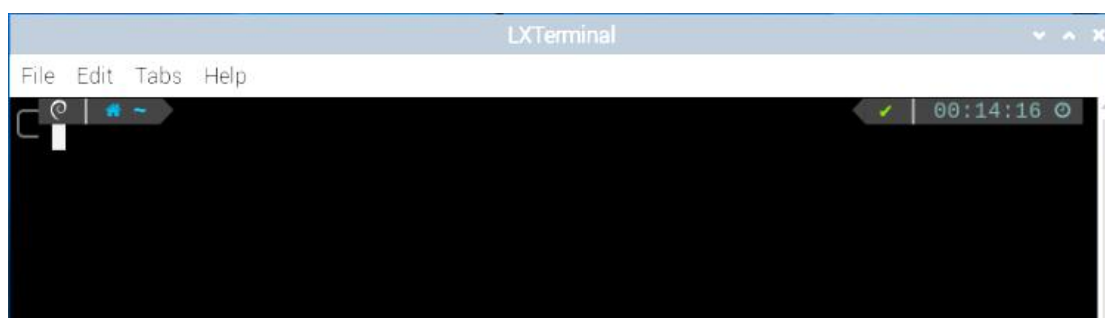 LXTerminal
File Edit Tabs Help
~ ✔ 00:14:16